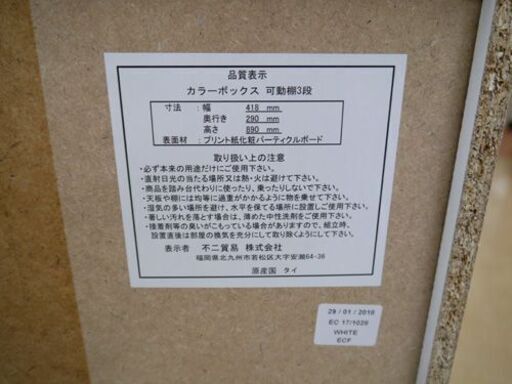 品質表示
カラーボックス 可動棚3段
寸法：幅 418 mm
奥行き 290 mm
高さ 890 mm
表面材：プリント紙化粧パーティクルボード
取り扱い上の注意
・必ず本来の用途だけにご使用下さい。
・直射日光の当たる場所又は熱・火は避けて下さい。
・商品を踏み台代わりに使ったり、乗ったりしないで下さい。
・天板や棚には均等に過重がかかるように物を乗せて下さい。
・湿気の多い場所を避け、水平を保てる場所に設置しご使用下さい。
・著しい汚れを落とす場合は、薄めた中性洗剤をご使用下さい。
・接着剤等の臭いがこもっている場合がありますので、組立時、
設置直後は部屋の換気を充分にして取り除くようにして下さい。
表示者 不二貿易 株式会社
福岡県北九州市若松区大字安瀬64-36
原産国 タイ
29/01/2018
EC 17/1029
WHITE
ECF